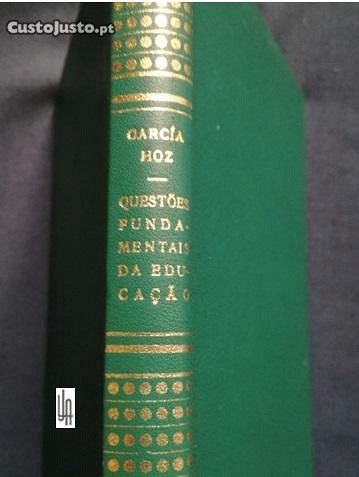 CustoJusto.pt
GARCÍA
HOZ
QUESTÕES
FUNDA-
MENTAIS
DA EDU-
CAÇÃO